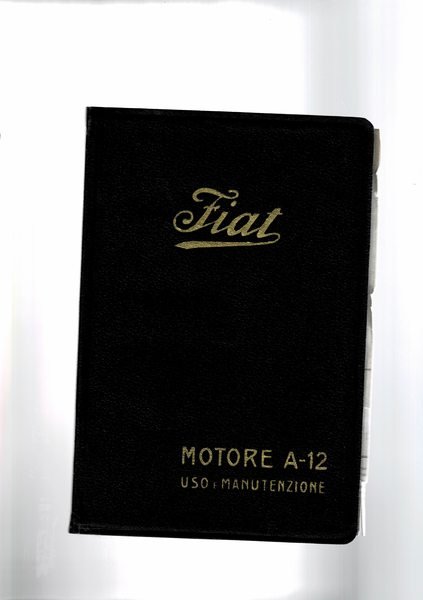 Fiat
MOTORE A-12
USO E MANUTENZIONE